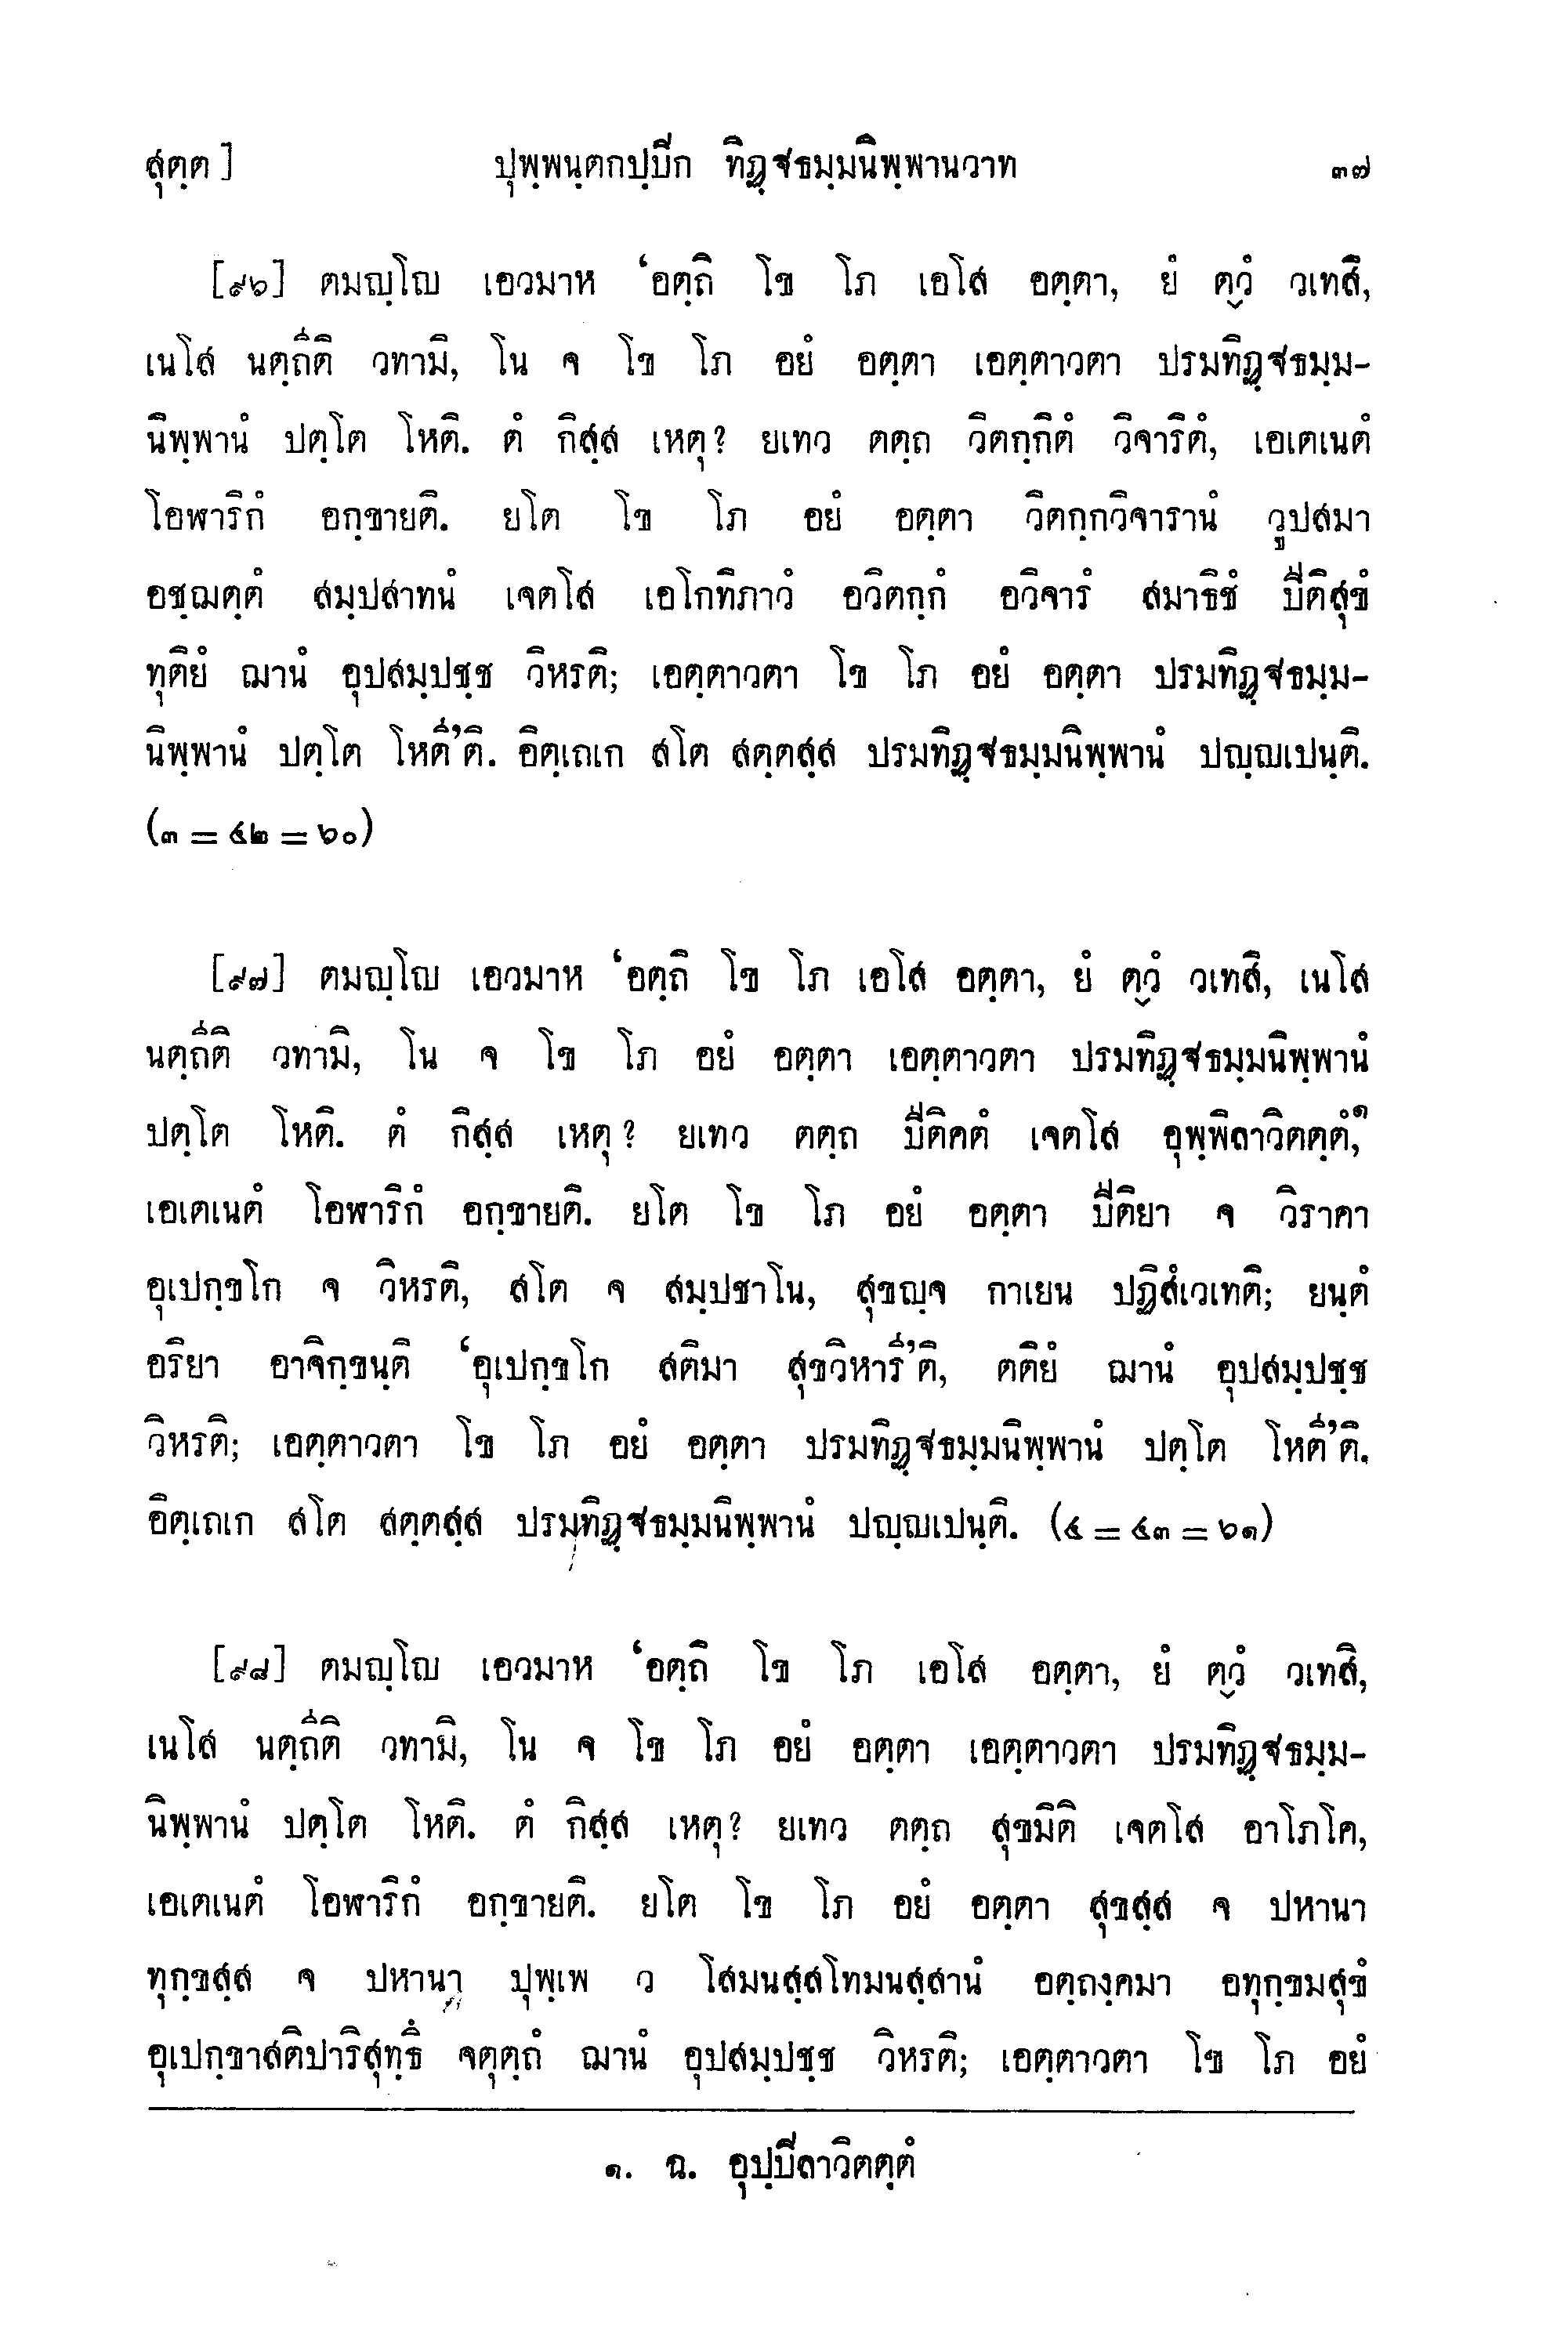 สุตฺต]	ปุพฺพนฺตกปฺปีก ทิฏฺฐธมฺมนิพฺพานวาท	๓๗
[๙๖] ตมญฺโญ เอวมาห ‘อตฺถิ โข โภ เอโส อตฺตา, ยํ ตฺวํ วเทสิ,
เนโส นตฺถีติ วทามิ, โน จ โข โภ อยํ อตฺตา เอตฺตาวตา ปรมทิฏฺฐธมฺม-
นิพฺพานํ ปตฺโต โหติ. ตํ กิสฺส เหตุ? ยเทว ตตฺถ วิตกฺกิตํ วิจาริตํ, เอเตเนตํ
โอฬาริกํ อกฺขายติ. ยโต โข โภ อยํ อตฺตา วิตกฺกวิจารานํ วูปสมา
อชฺฌตฺตํ สมฺปสาทนํ เจตโส เอโกทิภาวํ อวิตกฺกํ อวิจารํ สมาธิชํ ปีติสุขํ
ทุติยํ ฌานํ อุปสมฺปชฺช วิหรติ; เอตฺตาวตา โข โภ อยํ อตฺตา ปรมทิฏฺฐธมฺม-
นิพฺพานํ ปตฺโต โหตี’ติ. อิตฺเถเก สโต สตฺตสฺส ปรมทิฏฺฐธมฺมนิพฺพานํ ปญฺญเปนฺติ.
(๓ = ๔๒ = ๖๐)
[๙๗] ตมญฺโญ เอวมาห ‘อตฺถิ โข โภ เอโส อตฺตา, ยํ ตฺวํ วเทสิ, เนโส
นตฺถีติ วทามิ, โน จ โข โภ อยํ อตฺตา เอตฺตาวตา ปรมทิฏฺฐธมฺมนิพฺพานํ
ปตฺโต โหติ. ตํ กิสฺส เหตุ? ยเทว ตตฺถ ปีติคตํ เจตโส อุพฺพิลาวิตตฺตํ,๑
เอเตเนตํ โอฬาริกํ อกฺขายติ. ยโต โข โภ อยํ อตฺตา ปีติยา จ วิราคา
อุเปกฺขโก จ วิหรติ, สโต จ สมฺปชาโน, สุขญฺจ กาเยน ปฏิสํเวเทติ; ยนฺตํ
อริยา อาจิกฺขนฺติ ‘อุเปกฺขโก สติมา สุขวิหารี’ติ, ตติยํ ฌานํ อุปสมฺปชฺช
วิหรติ; เอตฺตาวตา โข โภ อยํ อตฺตา ปรมทิฏฺฐธมฺมนิพฺพานํ ปตฺโต โหตี’ติ.
อิตฺเถเก สโต สตฺตสฺส ปรมทิฏฺฐธมฺมนิพฺพานํ ปญฺญเปนฺติ. (๔ = ๔๓ = ๖๑)
[๙๘] ตมญฺโญ เอวมาห ‘อตฺถิ โข โภ เอโส อตฺตา, ยํ ตฺวํ วเทสิ,
เนโส นตฺถีติ วทามิ, โน จ โข โภ อยํ อตฺตา เอตฺตาวตา ปรมทิฏฺฐธมฺม-
นิพฺพานํ ปตฺโต โหติ. ตํ กิสฺส เหตุ? ยเทว ตตฺถ สุขมิติ เจตโส อาโภโค,
เอเตเนตํ โอฬาริกํ อกฺขายติ. ยโต โข โภ อยํ อตฺตา สุขสฺส จ ปหานา
ทุกฺขสฺส จ ปหานา ปุพฺเพ ว โสมนสฺสโทมนสฺสานํ อตฺถงฺคมา อทุกฺขมสุขํ
อุเปกฺขาสติปาริสุทฺธึ จตุตฺถํ ฌานํ อุปสมฺปชฺช วิหรติ; เอตฺตาวตา โข โภ อยํ
๑. ฉ. อุปฺปีลาวิตตฺตํ